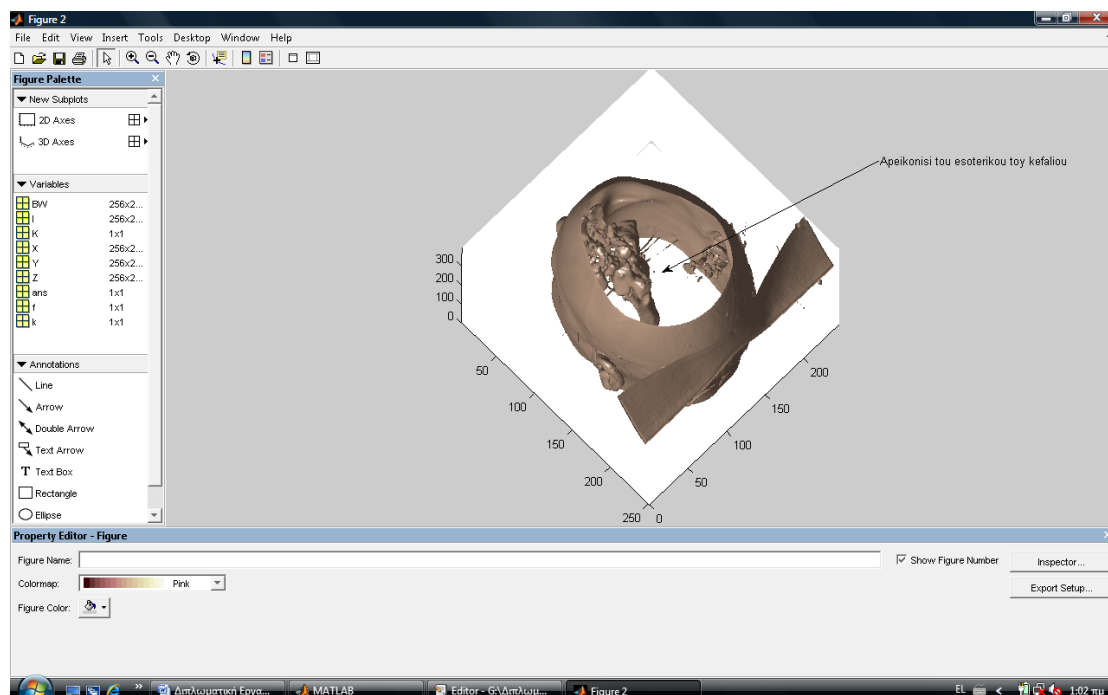 Figure 2
File Edit View Insert Tools Desktop Window Help
Figure Palette
New Subplots
2D Axes
3D Axes
Variables
BW 256x2...
I 256x2...
K 1x1
X 256x2...
Y 256x2...
Z 256x2...
ans 1x1
f 1x1
k 1x1
Annotations
Line
Arrow
Double Arrow
Text Arrow
T Text Box
Rectangle
Ellipse
Apeikonisi tou esoterikou toy kefaliou
300
200
100
0
50
100
150
200
250
0
50
100
150
200
Property Editor - Figure
Figure Name:
Show Figure Number
Inspector...
Colormap: Pink
Export Setup...
Figure Color:
Διπλωματική Εργα...
MATLAB
Editor - G:\Διπλωμ...
Figure 2
EL
1:02 πμ